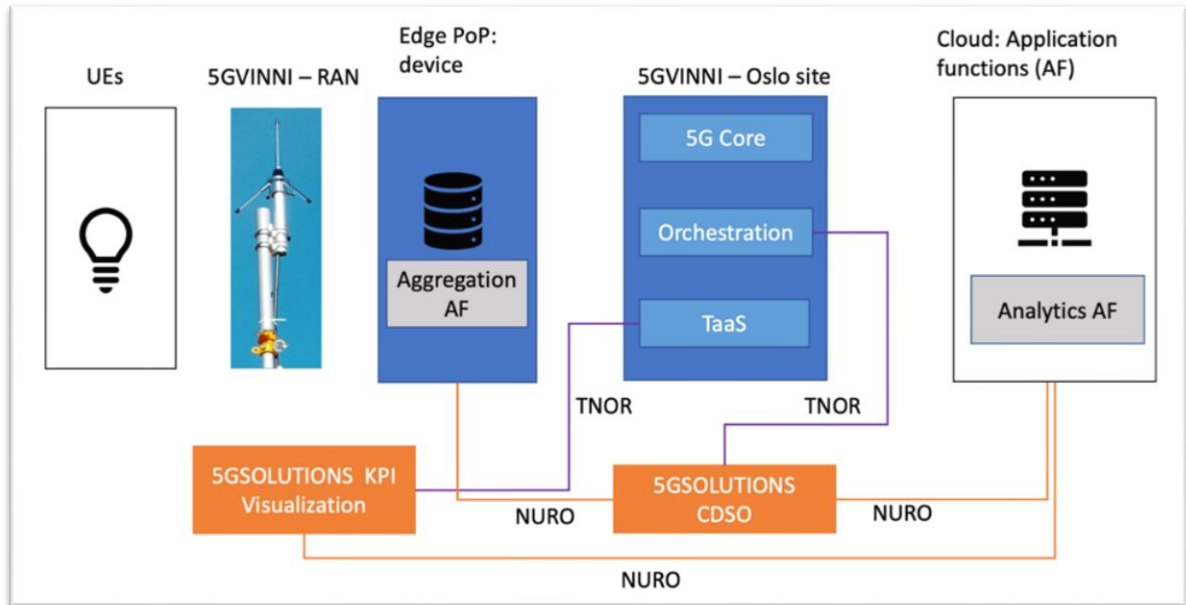 UEs
5GVINNI – RAN
Edge PoP:
device
5GVINNI – Oslo site
Cloud: Application
functions (AF)
5G Core
Orchestration
TaaS
Aggregation
AF
Analytics AF
TNOR
TNOR
5GSOLUTIONS KPI
Visualization
5GSOLUTIONS
CDSO
NURO
NURO
NURO